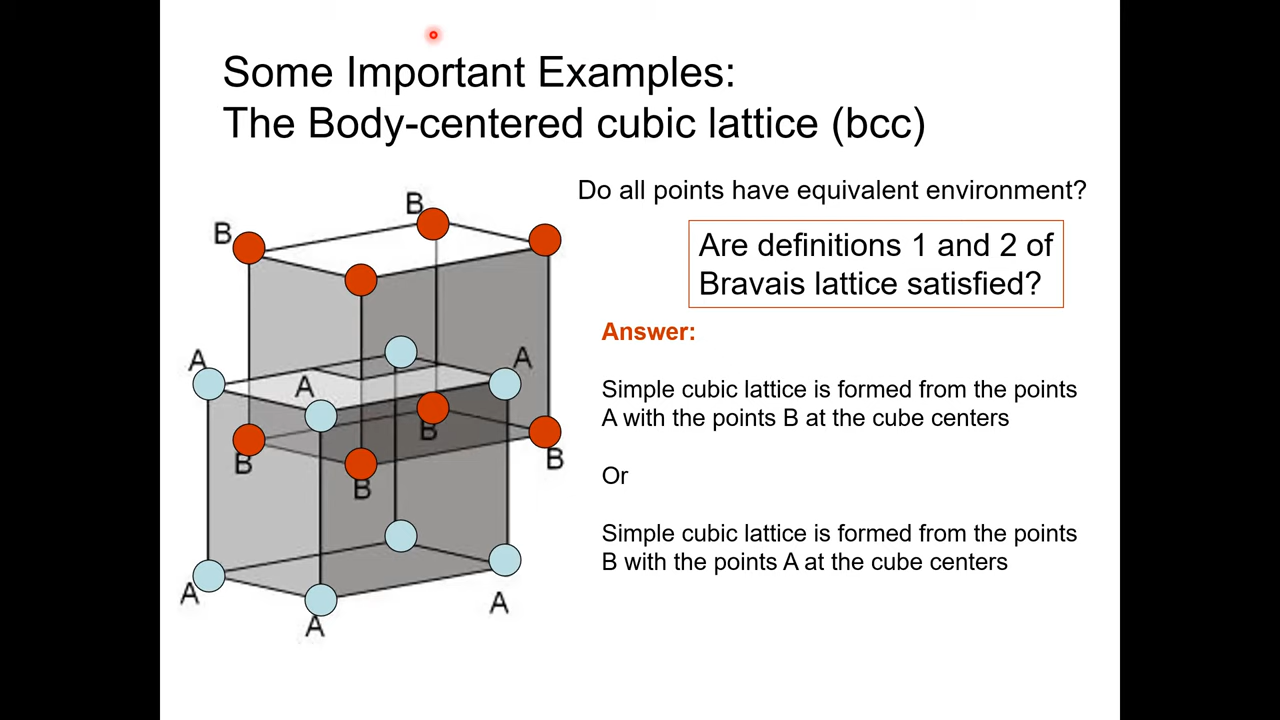 Some Important Examples:
The Body-centered cubic lattice (bcc)
Do all points have equivalent environment?
Are definitions 1 and 2 of
Bravais lattice satisfied?
Answer:
Simple cubic lattice is formed from the points
A with the points B at the cube centers
Or
Simple cubic lattice is formed from the points
B with the points A at the cube centers
B
B
A
A
A
B
B
B
B
A
A
A